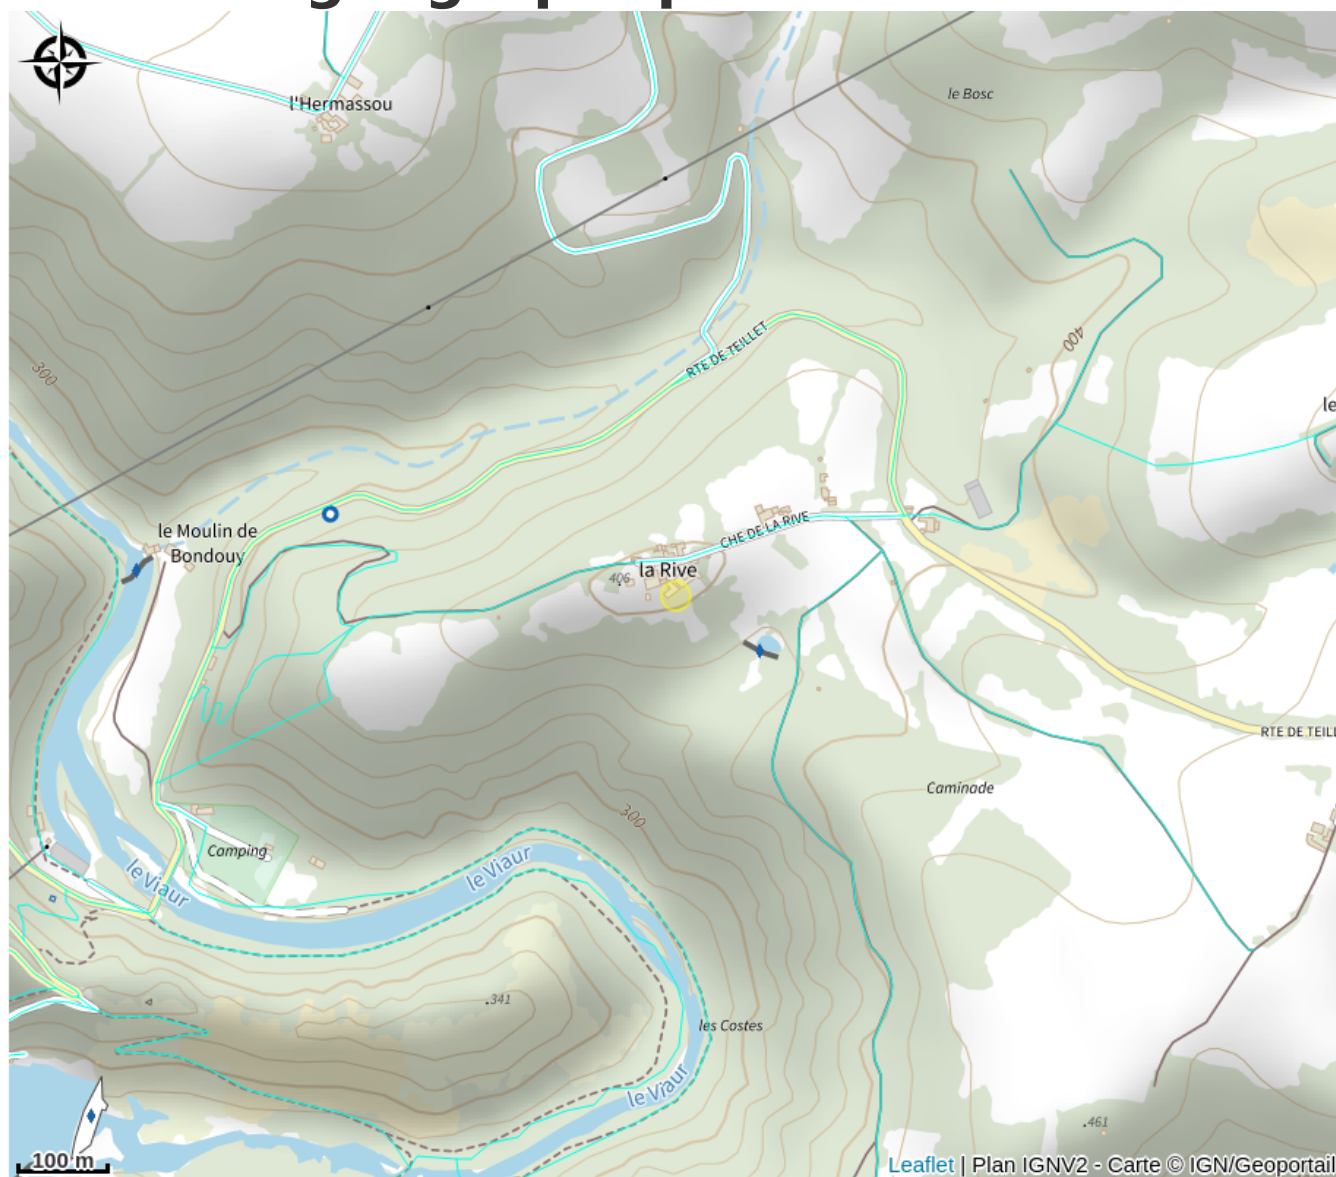 l'Hermassou
le Bosc
300
400
RTE DE TEILLET
le
le Moulin de
Bondouy
CHE DE LA RIVE
la Rive
406
RTE DE TEILL
Caminade
300
Camping
le Viaur
le Viaur
.341
les Costes
le Viaur
.461
100 m
Leaflet | Plan IGNV2 - Carte © IGN/Geoportail